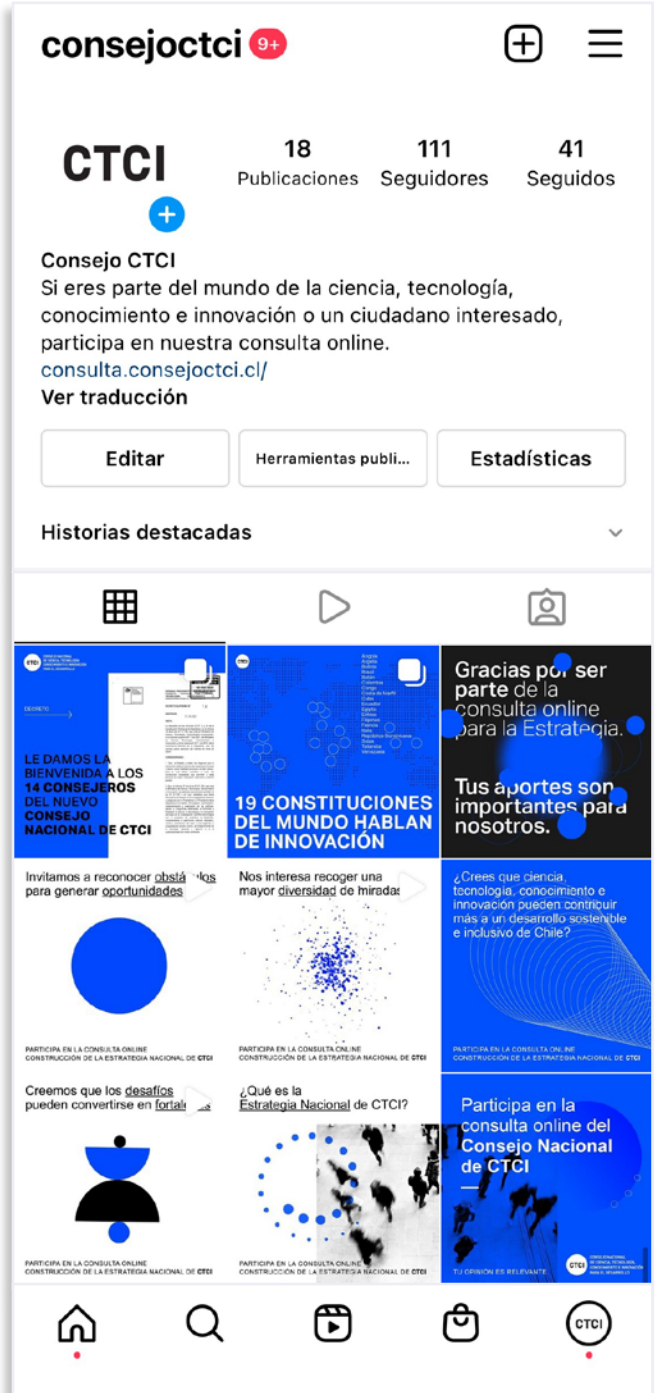 consejoctci 9+
CTCI
18
Publicaciones
111
Seguidores
41
Seguidos
Consejo CTCI
Si eres parte del mundo de la ciencia, tecnología,
conocimiento e innovación o un ciudadano interesado,
participa en nuestra consulta online.
consulta.consejoctci.cl/
Ver traducción
Editar
Herramientas publi...
Estadísticas
Historias destacadas
CTCI
DECRETO
LE DAMOS LA
BIENVENIDA A LOS
14 CONSEJEROS
DEL NUEVO
CONSEJO
NACIONAL DE CTCI
CTCI
19 CONSTITUCIONES
DEL MUNDO HABLAN
DE INNOVACIÓN
Gracias por ser
parte de la
consulta online
para la Estrategia.
Tus aportes son
importantes para
nosotros.
Invitamos a reconocer obstáculos
para generar oportunidades
PARTICIPA EN LA CONSULTA ONLINE
CONSTRUCCIÓN DE LA ESTRATEGIA NACIONAL DE CTCI
Nos interesa recoger una
mayor diversidad de miradas
PARTICIPA EN LA CONSULTA ONLINE
CONSTRUCCIÓN DE LA ESTRATEGIA NACIONAL DE CTCI
¿Crees que ciencia,
tecnología, conocimiento e
innovación pueden contribuir
más a un desarrollo sostenible
e inclusivo de Chile?
PARTICIPA EN LA CONSULTA ONLINE
CONSTRUCCIÓN DE LA ESTRATEGIA NACIONAL DE CTCI
Creemos que los desafíos
pueden convertirse en fortalezas
PARTICIPA EN LA CONSULTA ONLINE
CONSTRUCCIÓN DE LA ESTRATEGIA NACIONAL DE CTCI
¿Qué es la
Estrategia Nacional de CTCI?
PARTICIPA EN LA CONSULTA ONLINE
CONSTRUCCIÓN DE LA ESTRATEGIA NACIONAL DE CTCI
Participa en la
consulta online del
Consejo Nacional
de CTCI
TU OPINIÓN ES RELEVANTE
CTCI
CTCI